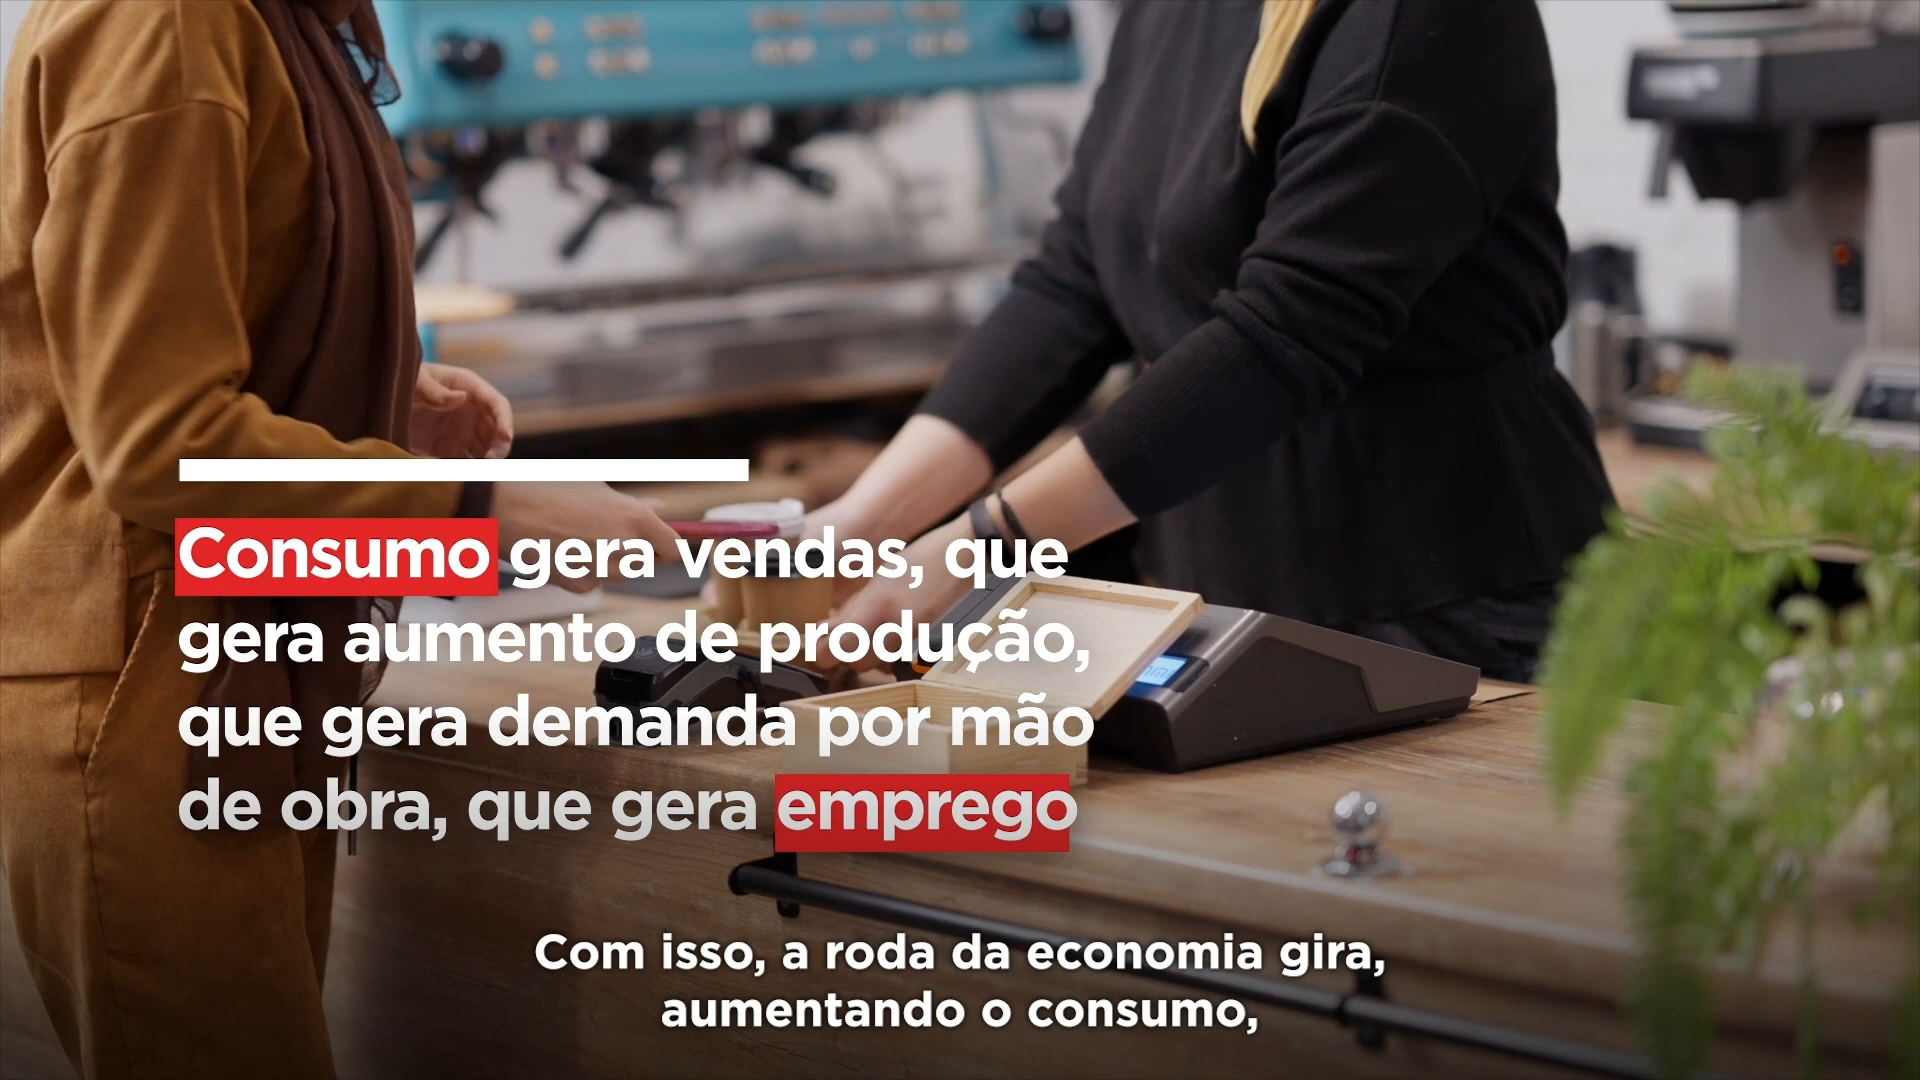 Consumo gera vendas, que
gera aumento de produção,
que gera demanda por mão
de obra, que gera emprego
Com isso, a roda da economia gira,
aumentando o consumo,